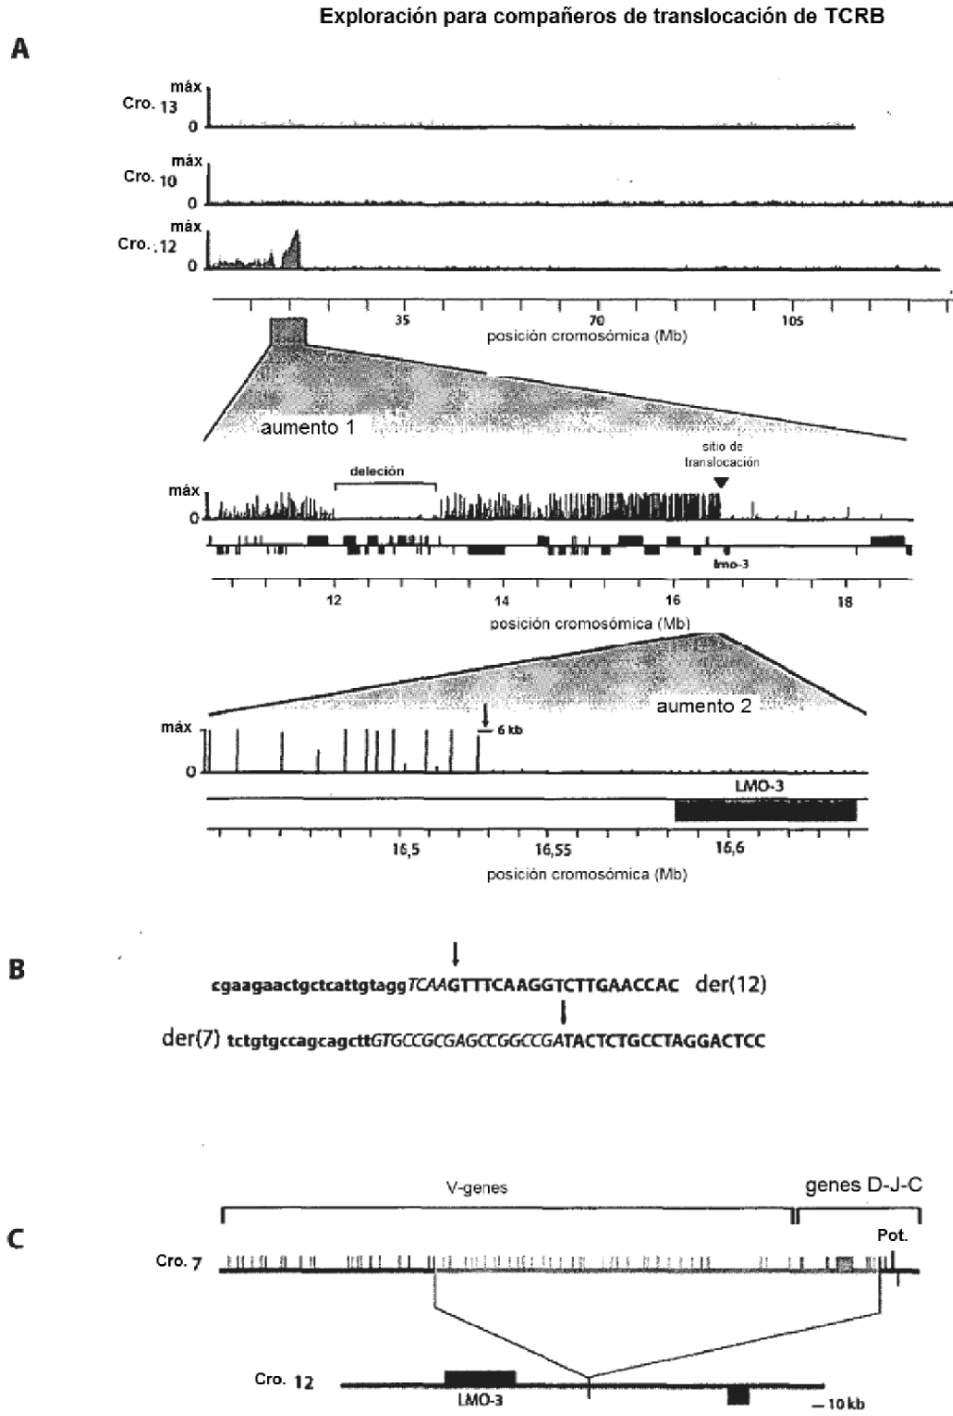 Exploración para compañeros de translocación de TCRB
A
máx
Cro. 13
0
máx
Cro. 10
0
máx
Cro. 12
0
35 70 105
posición cromosómica (Mb)
aumento 1
sitio de
translocación
deleción
máx
0
lmo-3
12 14 16 18
posición cromosómica (Mb)
aumento 2
máx
6 kb
0
LMO-3
16,5 16,55 16,6
posición cromosómica (Mb)
B
cgaagaactgctcattgtaggTCAAGTTTCAAGGTCTTGAACCAC der(12)
der(7) tctgtgccagcagcttGTGCCGCGAGCCGGCCGATACTCTGCCTAGGACTCC
V-genes genes D-J-C
C
Pot.
Cro. 7
Cro. 12
LMO-3
10 kb